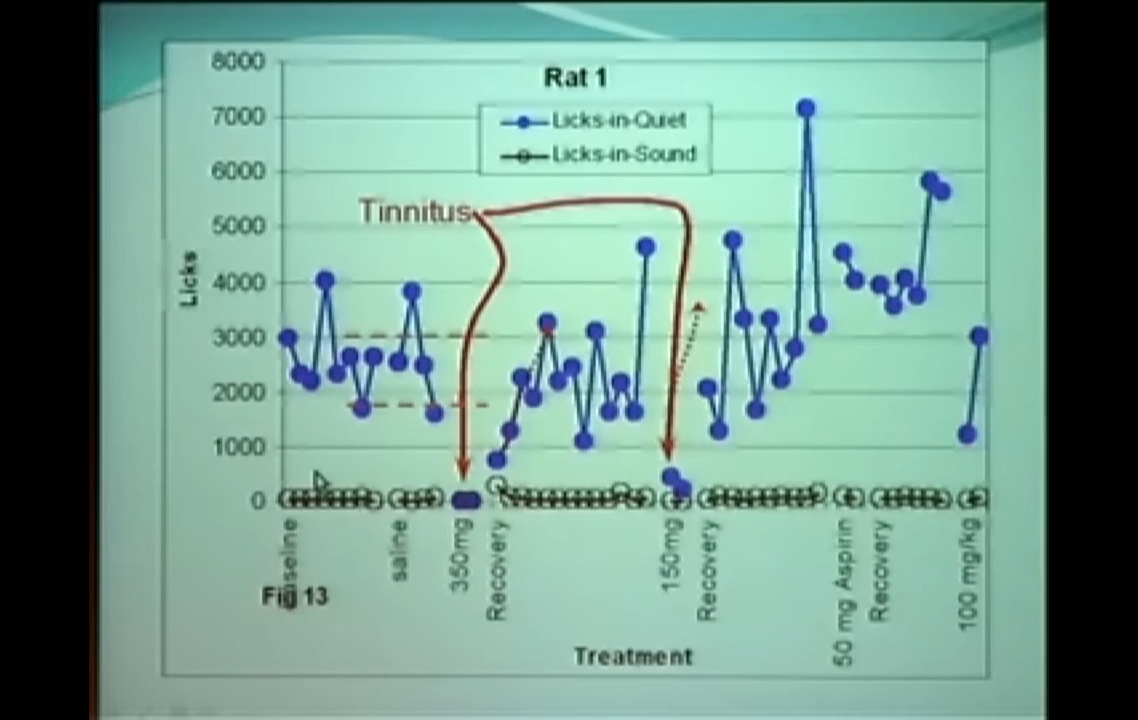 8000
Rat 1
7000
Licks-in-Quiet
Licks-in-Sound
6000
Tinnitus
5000
4000
3000
2000
1000
0
Licks
Baseline
saline
350mg
Recovery
150mg
Recovery
50 mg Aspirin
Recovery
100 mg/kg
Fig 13
Treatment